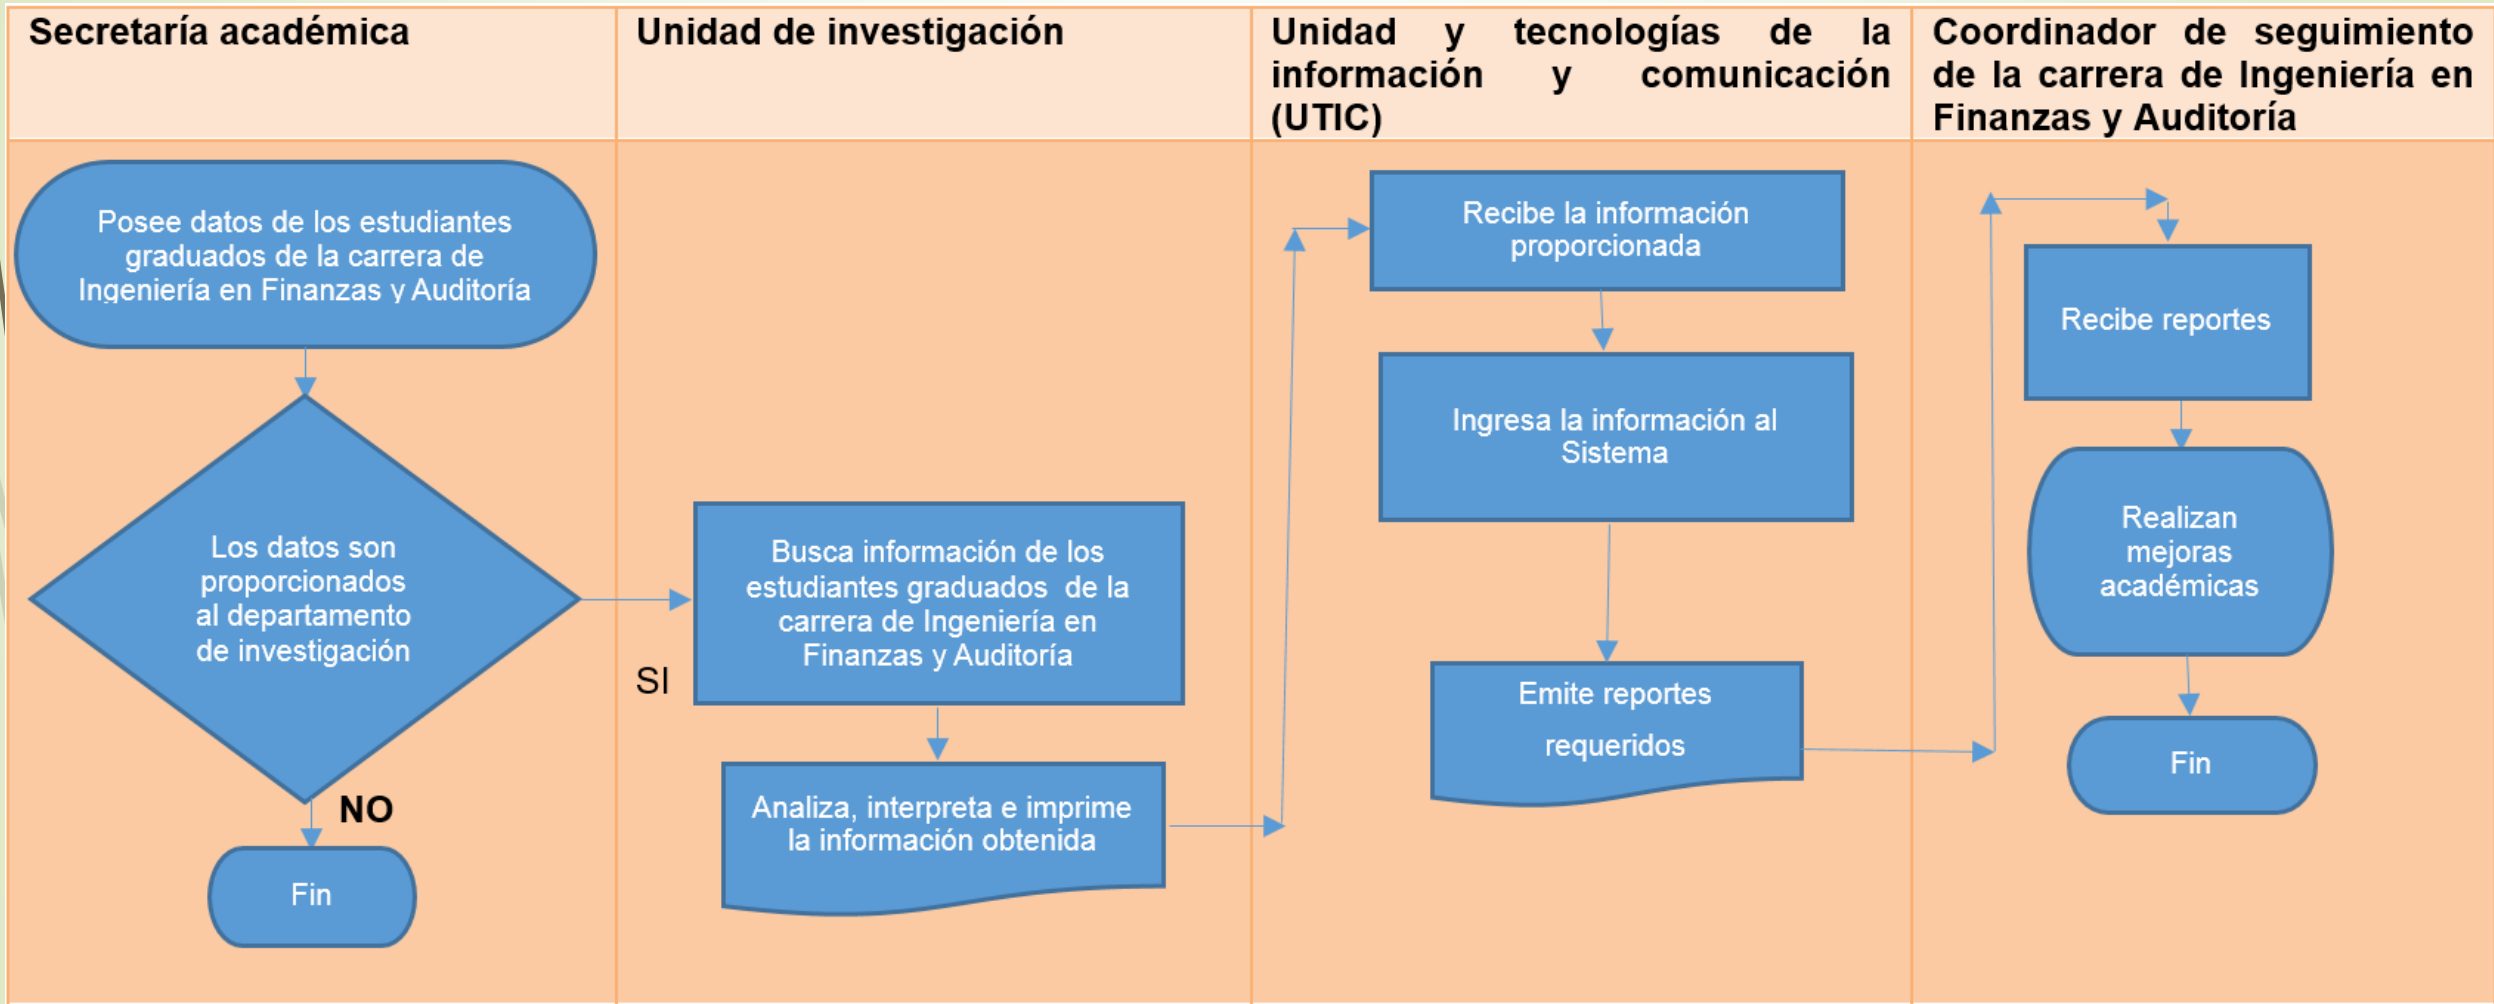 Secretaría académica
Unidad de investigación
Unidad y tecnologías de la
información y comunicación
(UTIC)
Coordinador de seguimiento
de la carrera de Ingeniería en
Finanzas y Auditoría
Posee datos de los estudiantes
graduados de la carrera de
Ingeniería en Finanzas y Auditoría
Los datos son
proporcionados
al departamento
de investigación
NO
Fin
SI
Busca información de los
estudiantes graduados de la
carrera de Ingeniería en
Finanzas y Auditoría
Analiza, interpreta e imprime
la información obtenida
Recibe la información
proporcionada
Ingresa la información al
Sistema
Emite reportes
requeridos
Recibe reportes
Realizan
mejoras
académicas
Fin